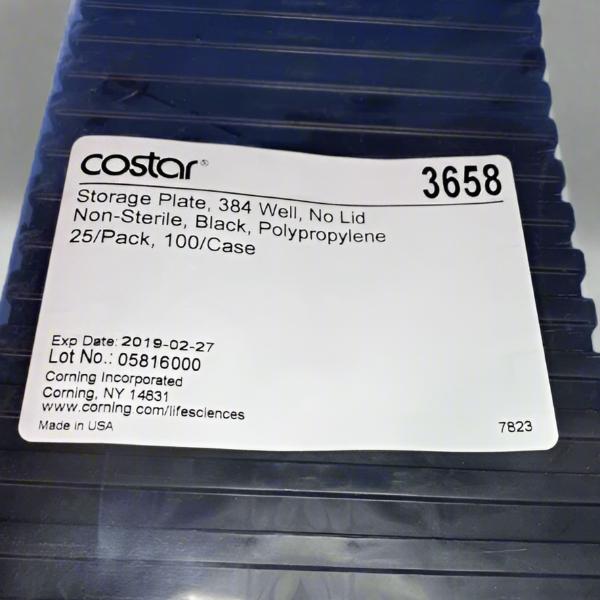 costar®
3658
Storage Plate, 384 Well, No Lid
Non-Sterile, Black, Polypropylene
25/Pack, 100/Case
Exp Date: 2019-02-27
Lot No.: 05816000
Corning Incorporated
Corning, NY 14831
www.corning.com/lifesciences
Made in USA
7823